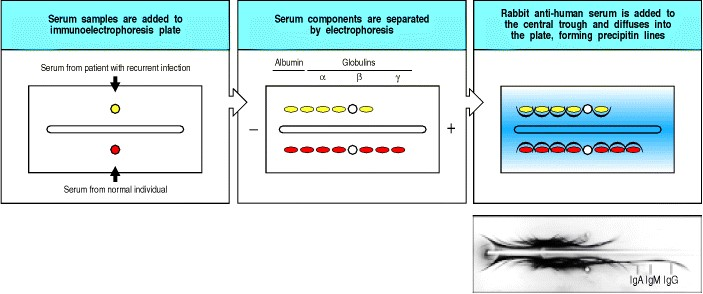 Serum samples are added to
immunoelectrophoresis plate
Serum components are separated
by electrophoresis
Rabbit anti-human serum is added to
the central trough and diffuses into
the plate, forming precipitin lines
Serum from patient with recurrent infection
Serum from normal individual
Albumin Globulins
α β γ
– +
IgA IgM IgG